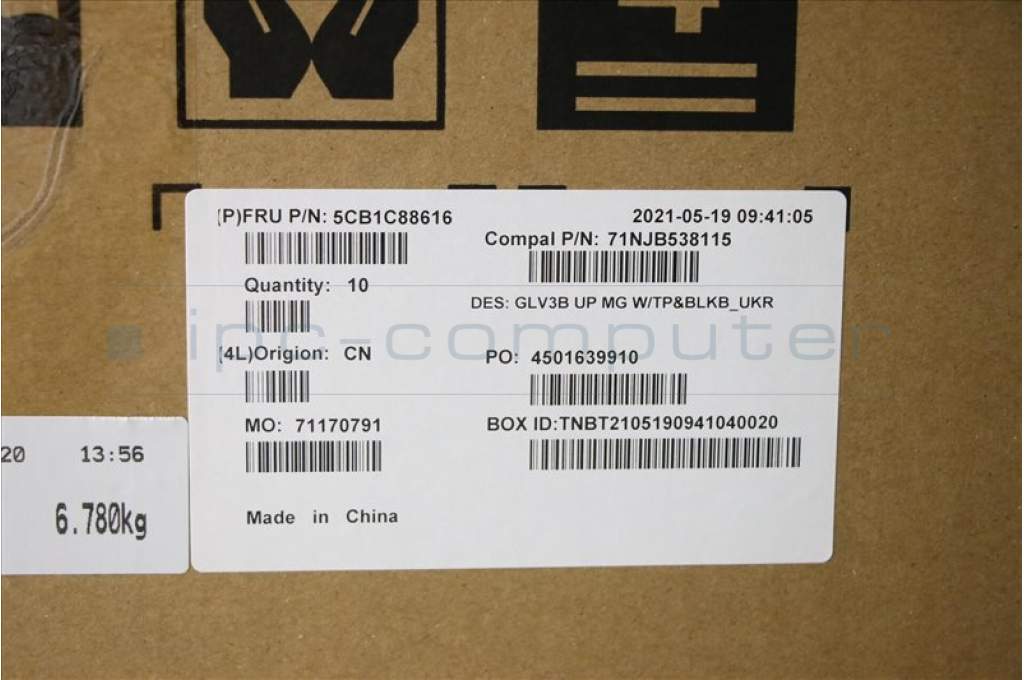 (P)FRU P/N: 5CB1C88616
2021-05-19 09:41:05
Compal P/N: 71NJB538115
Quantity: 10
DES: GLV3B UP MG W/TP&BLKB_UKR
ipc-computer
(4L)Origion: CN
PO: 4501639910
MO: 71170791
BOX ID:TNBT2105190941040020
20 13:56
6.780kg
Made in China